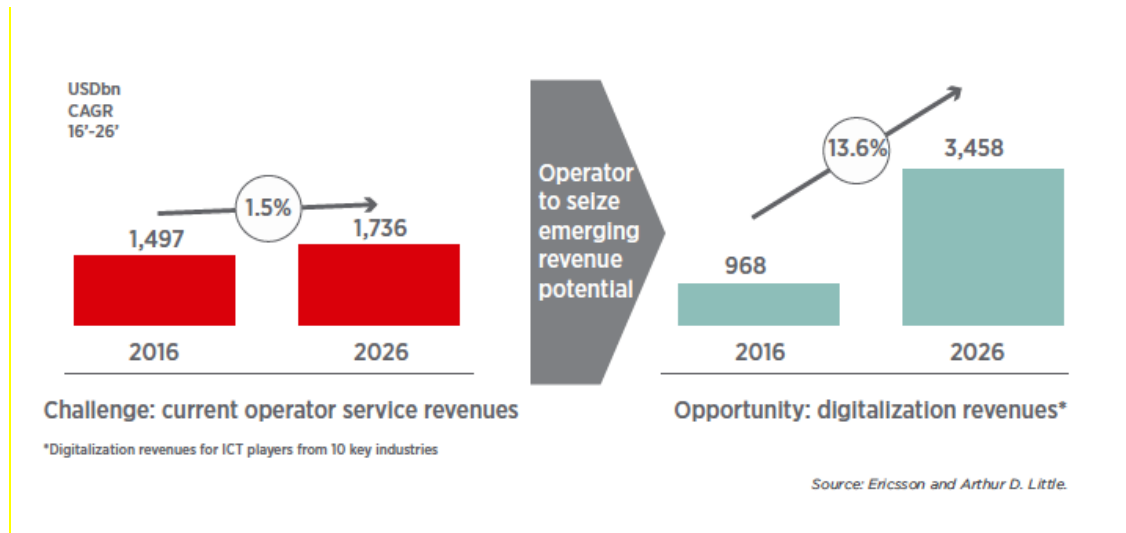 USDbn
CAGR
16'-26'
1.5%
1,497
1,736
2016
2026
Challenge: current operator service revenues
*Digitalization revenues for ICT players from 10 key industries
Operator
to seize
emerging
revenue
potential
13.6%
968
3,458
2016
2026
Opportunity: digitalization revenues*
Source: Ericsson and Arthur D. Little.